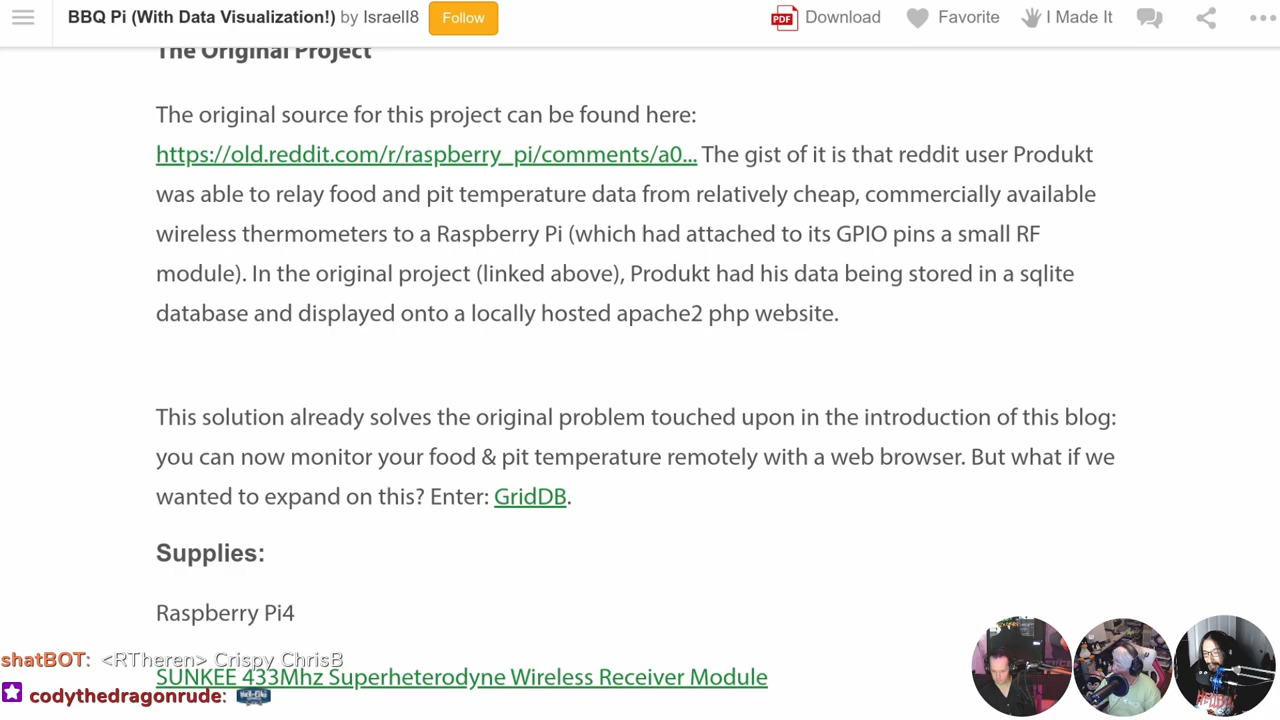 BBQ Pi (With Data Visualization!) by Israell8 Follow Download Favorite I Made It
The Original Project
The original source for this project can be found here:
https://old.reddit.com/r/raspberry_pi/comments/a0... The gist of it is that reddit user Produkt
was able to relay food and pit temperature data from relatively cheap, commercially available
wireless thermometers to a Raspberry Pi (which had attached to its GPIO pins a small RF
module). In the original project (linked above), Produkt had his data being stored in a sqlite
database and displayed onto a locally hosted apache2 php website.
This solution already solves the original problem touched upon in the introduction of this blog:
you can now monitor your food & pit temperature remotely with a web browser. But what if we
wanted to expand on this? Enter: GridDB.
Supplies:
Raspberry Pi4
shatBOT: <RTheren> Crispy ChrisB
SUNKEE 433Mhz Superheterodyne Wireless Receiver Module
codythedragonrude: